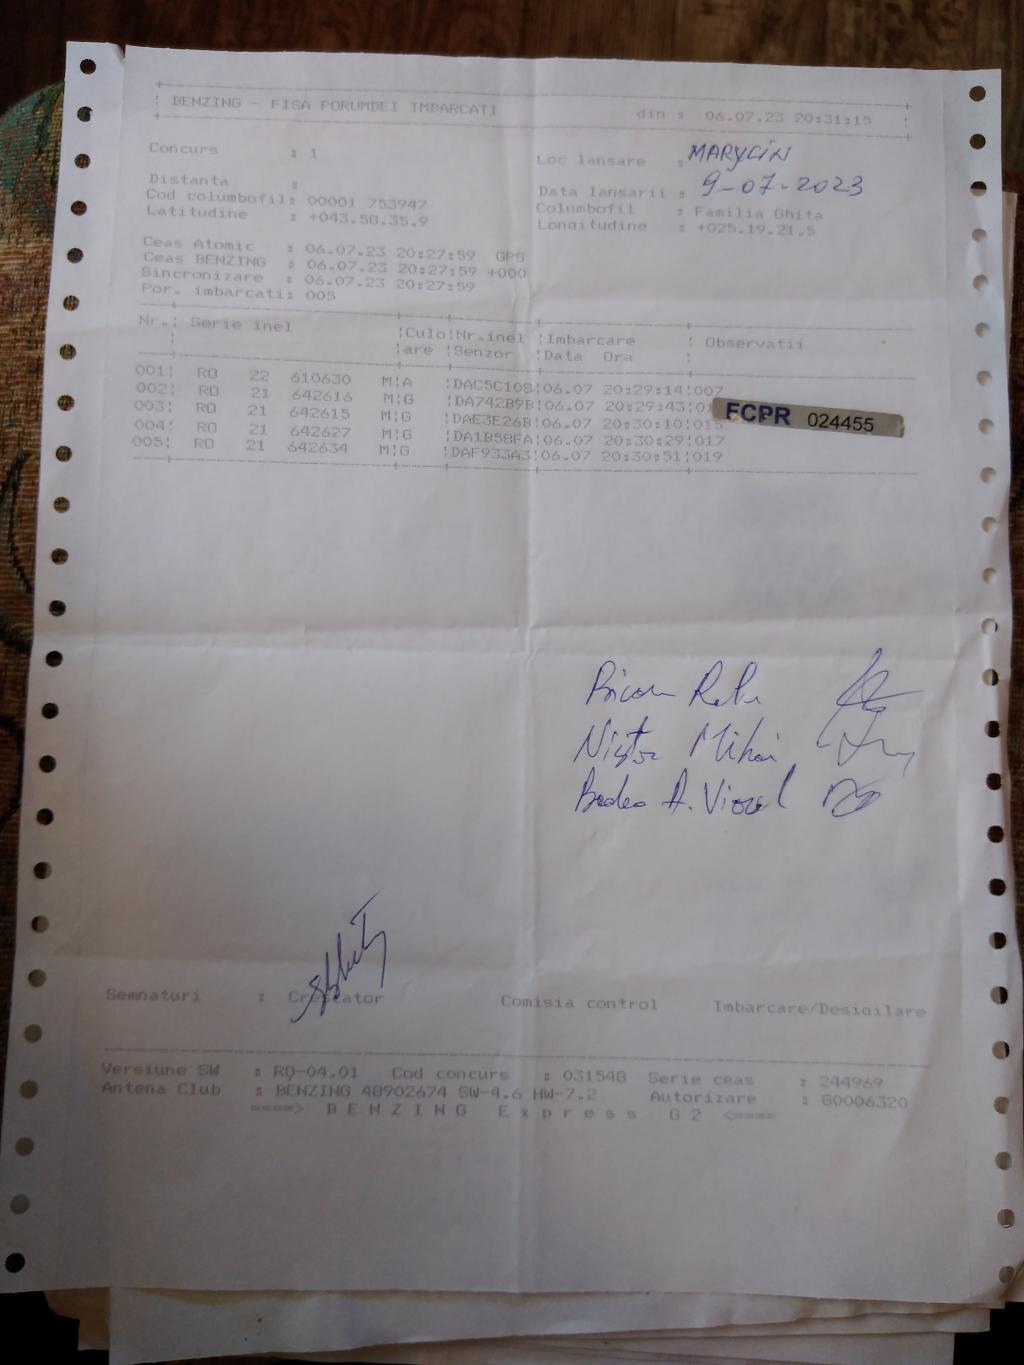 BENZING - FISA PORUMBEI IMBARCATI din : 06.07.23 20:31:15
Concurs : 1 Loc lansare : MARYCIN
Distanta : Data lansarii : 9-07-2023
Cod columbofil: 00001 753947 Columbofil : Familia Ghita
Latitudine : +043.58.35.9 Longitudine : +025.19.21.5
Ceas Atomic : 06.07.23 20:27:59 GPS
Ceas BENZING : 06.07.23 20:27:59 +000
Sincronizare : 06.07.23 20:27:59
Por. imbarcati: 005
Nr.¦ Serie inel ¦Culo¦Nr.inel ¦Imbarcare ¦ Observatii
¦ ¦are ¦Senzor ¦Data Ora ¦
001¦ RO 22 610630 M¦A ¦DAC5C108¦06.07 20:29:14¦007
002¦ RO 21 642616 M¦G ¦DA742B9B¦06.07 20:29:43¦
003¦ RO 21 642615 M¦G ¦DAE3E26B¦06.07 20:30:10¦015
004¦ RO 21 642627 M¦G ¦DA1B58FA¦06.07 20:30:29¦017
005¦ RO 21 642634 M¦G ¦DAF933A3¦06.07 20:30:51¦019
FCPR 024455
Nistor Mihai
Badea A. Viorel
Semnaturi : Crescator Comisia control Imbarcare/Desigilare
Versiune SW : RO-04.01 Cod concurs : 031548 Serie ceas : 244969
Antena Club : BENZING 48902674 SW-4.6 HW-7.2 Autorizare : 80006320
====> B E N Z I N G E x p r e s s G 2 <====